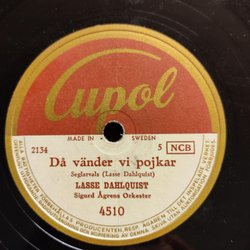 Cupol
MADE IN SWEDEN
2134 5 NCB
Då vänder vi pojkar
Seglarvals (Lasse Dahlquist)
LASSE DAHLQUIST
Sigurd Ågrens Orkester
4510